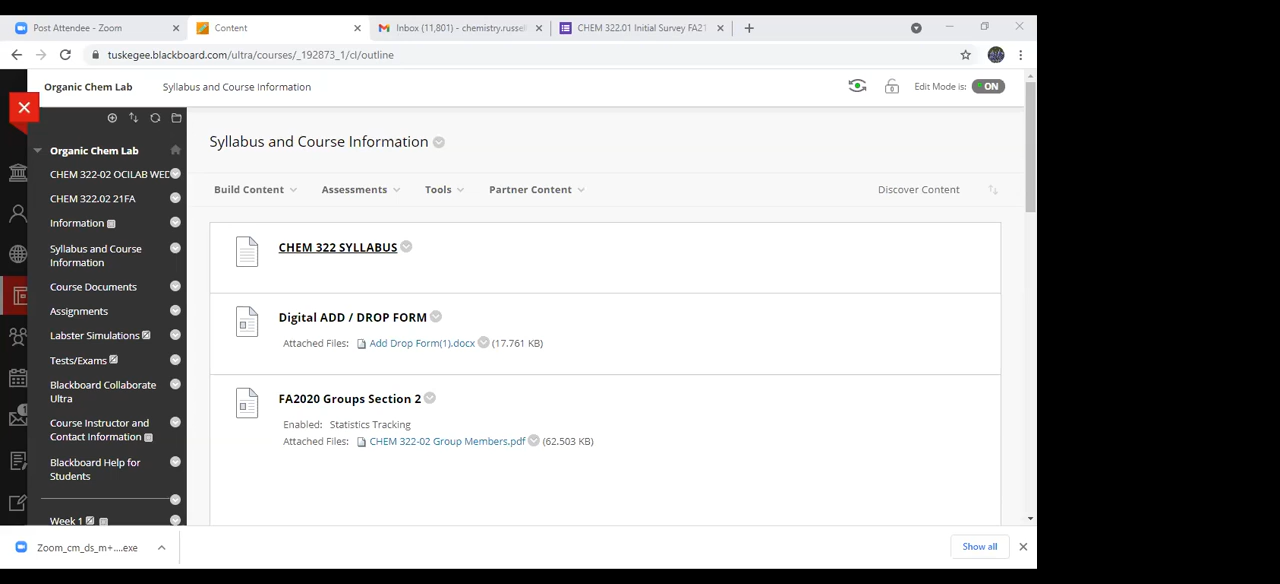 Post Attendee - Zoom
Content
Inbox (11,801) - chemistry.russel
CHEM 322.01 Initial Survey FA21
tuskegee.blackboard.com/ultra/courses/_192873_1/cl/outline
Organic Chem Lab
Syllabus and Course Information
Edit Mode is:
ON
Organic Chem Lab
CHEM 322-02 OCILAB WED
CHEM 322.02 21FA
Information
Syllabus and Course
Information
Course Documents
Assignments
Labster Simulations
Tests/Exams
Blackboard Collaborate
Ultra
Course Instructor and
Contact Information
Blackboard Help for
Students
Week 1
Syllabus and Course Information
Build Content
Assessments
Tools
Partner Content
Discover Content
CHEM 322 SYLLABUS
Digital ADD / DROP FORM
Attached Files: Add Drop Form(1).docx (17.761 KB)
FA2020 Groups Section 2
Enabled: Statistics Tracking
Attached Files: CHEM 322-02 Group Members.pdf (62.503 KB)
Zoom_cm_ds_m+....exe
Show all